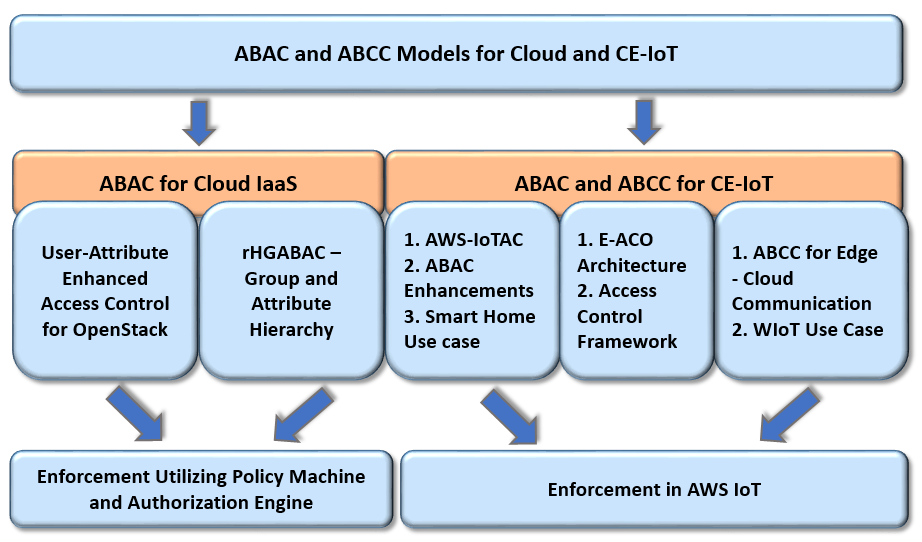 ABAC and ABCC Models for Cloud and CE-IoT
ABAC for Cloud IaaS
ABAC and ABCC for CE-IoT
User-Attribute
Enhanced
Access Control
for OpenStack
rHGABAC –
Group and
Attribute
Hierarchy
1. AWS-IoTAC
2. ABAC
Enhancements
3. Smart Home
Use case
1. E-ACO
Architecture
2. Access
Control
Framework
1. ABCC for Edge
- Cloud
Communication
2. WIoT Use Case
Enforcement Utilizing Policy Machine
and Authorization Engine
Enforcement in AWS IoT